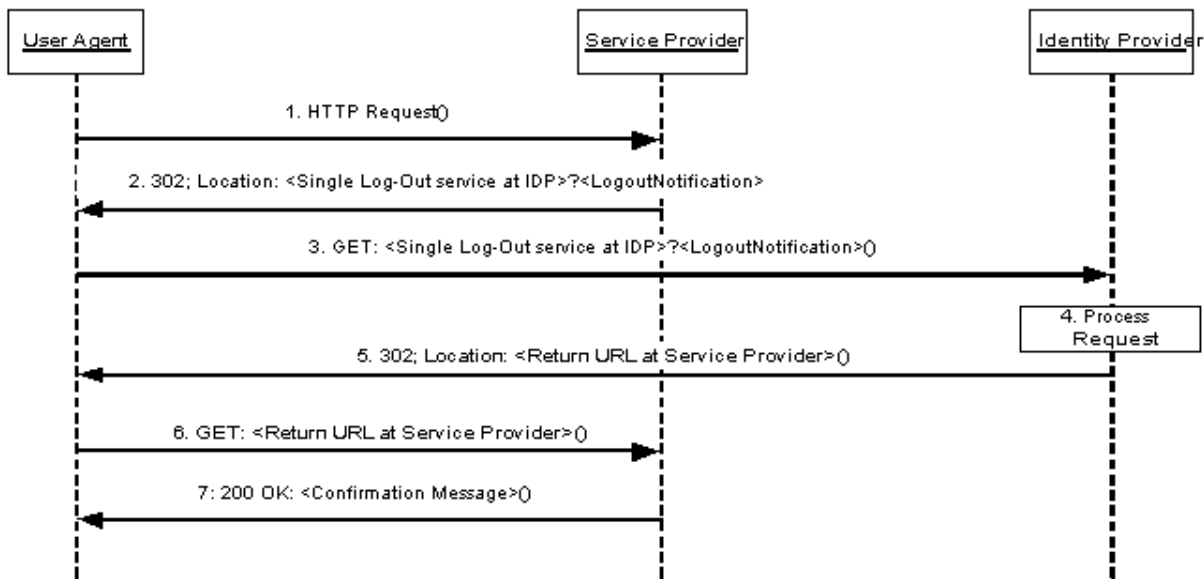 User Agent
Service Provider
Identity Provider
1. HTTP Request()
2. 302; Location: <Single Log-Out service at IDP>?<LogoutNotification>
3. GET: <Single Log-Out service at IDP>?<LogoutNotification>()
4. Process
Request
5. 302; Location: <Return URL at Service Provider>()
6. GET: <Return URL at Service Provider>()
7: 200 OK: <Confirmation Message>()